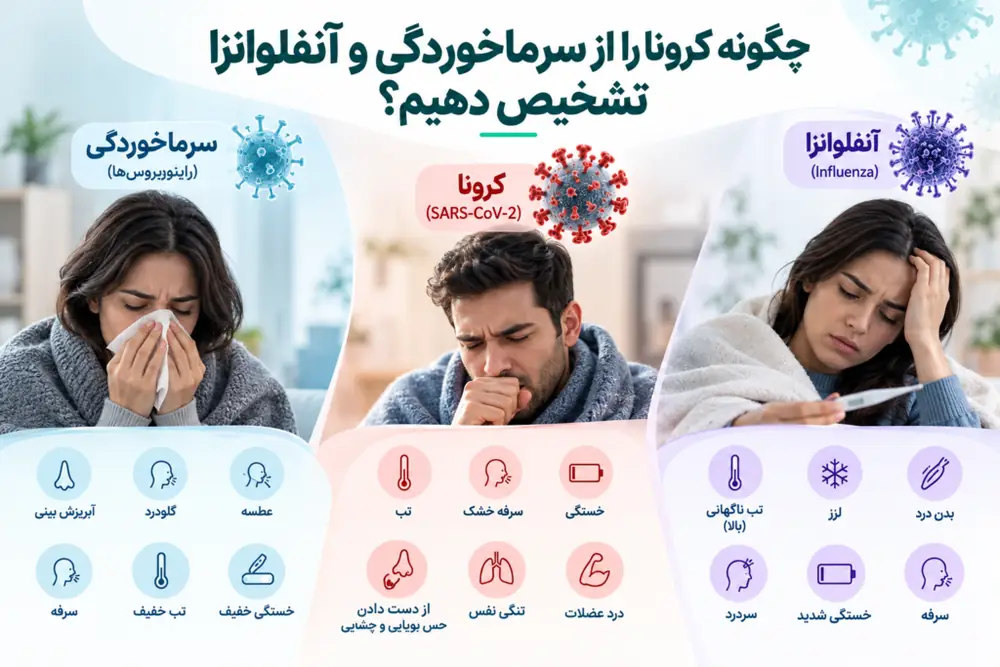 چگونه کرونا را از سرماخوردگی و آنفلوانزا
تشخیص دهیم؟
آنفلوانزا
(Influenza)
کرونا
(SARS-CoV-2)
سرماخوردگی
(راینوویروس‌ها)
بدن درد
لرز
تب ناگهانی
(بالا)
سرفه
خستگی شدید
سردرد
خستگی
سرفه خشک
تب
درد عضلات
تنگی نفس
از دست دادن
حس بویایی و چشایی
عطسه
گلودرد
آبریزش بینی
خستگی خفیف
تب خفیف
سرفه